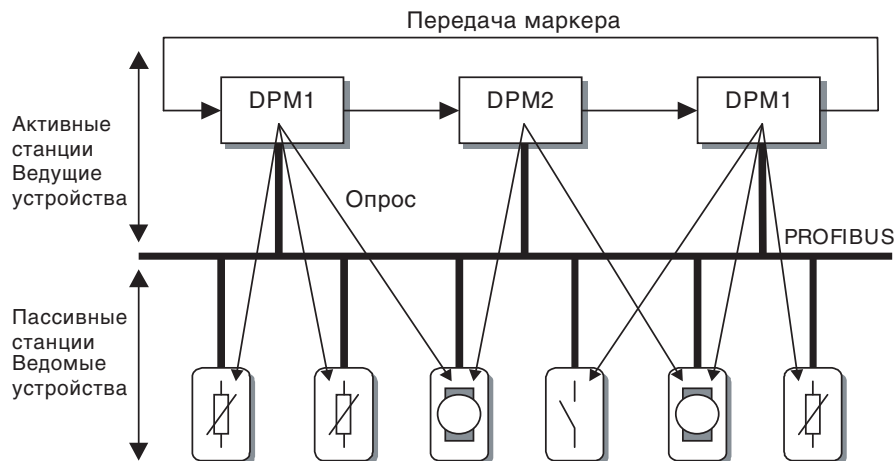 Передача маркера
DPM1
DPM2
DPM1
Активные
станции
Ведущие
устройства
Опрос
PROFIBUS
Пассивные
станции
Ведомые
устройства